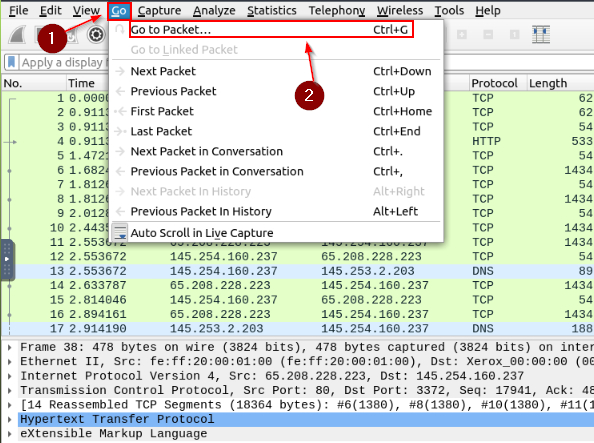 File Edit View Go Capture Analyze Statistics Telephony Wireless Tools Help
1
Go to Packet... Ctrl+G
Go to Linked Packet
Apply a display
Next Packet Ctrl+Down
2
Previous Packet Ctrl+Up
No. Time Protocol Length
First Packet Ctrl+Home
1 0.0000 TCP 62
2 0.911 TCP 62
Last Packet Ctrl+End
3 0.911 TCP 54
4 0.911 HTTP 533
Next Packet in Conversation Ctrl+.
5 1.472 TCP 54
Previous Packet in Conversation Ctrl+,
6 1.682 TCP 1434
7 1.812 TCP 54
Next Packet In History Alt+Right
8 1.812 TCP 1434
Previous Packet In History Alt+Left
9 2.012 TCP 54
10 2.443 TCP 1434
Auto Scroll in Live Capture
11 2.553672 65.208.228.223 145.254.160.237 TCP 1434
12 2.553672 145.254.160.237 65.208.228.223 TCP 54
13 2.553672 145.254.160.237 145.253.2.203 DNS 89
14 2.633787 65.208.228.223 145.254.160.237 TCP 1434
15 2.814046 145.254.160.237 65.208.228.223 TCP 54
16 2.894161 65.208.228.223 145.254.160.237 TCP 1434
17 2.914190 145.253.2.203 145.254.160.237 DNS 188
Frame 38: 478 bytes on wire (3824 bits), 478 bytes captured (3824 bits) on inter
Ethernet II, Src: fe:ff:20:00:01:00 (fe:ff:20:00:01:00), Dst: Xerox_00:00:00 (00
Internet Protocol Version 4, Src: 65.208.228.223, Dst: 145.254.160.237
Transmission Control Protocol, Src Port: 80, Dst Port: 3372, Seq: 17941, Ack: 48
[14 Reassembled TCP Segments (18364 bytes): #6(1380), #8(1380), #10(1380), #11(1
Hypertext Transfer Protocol
eXtensible Markup Language